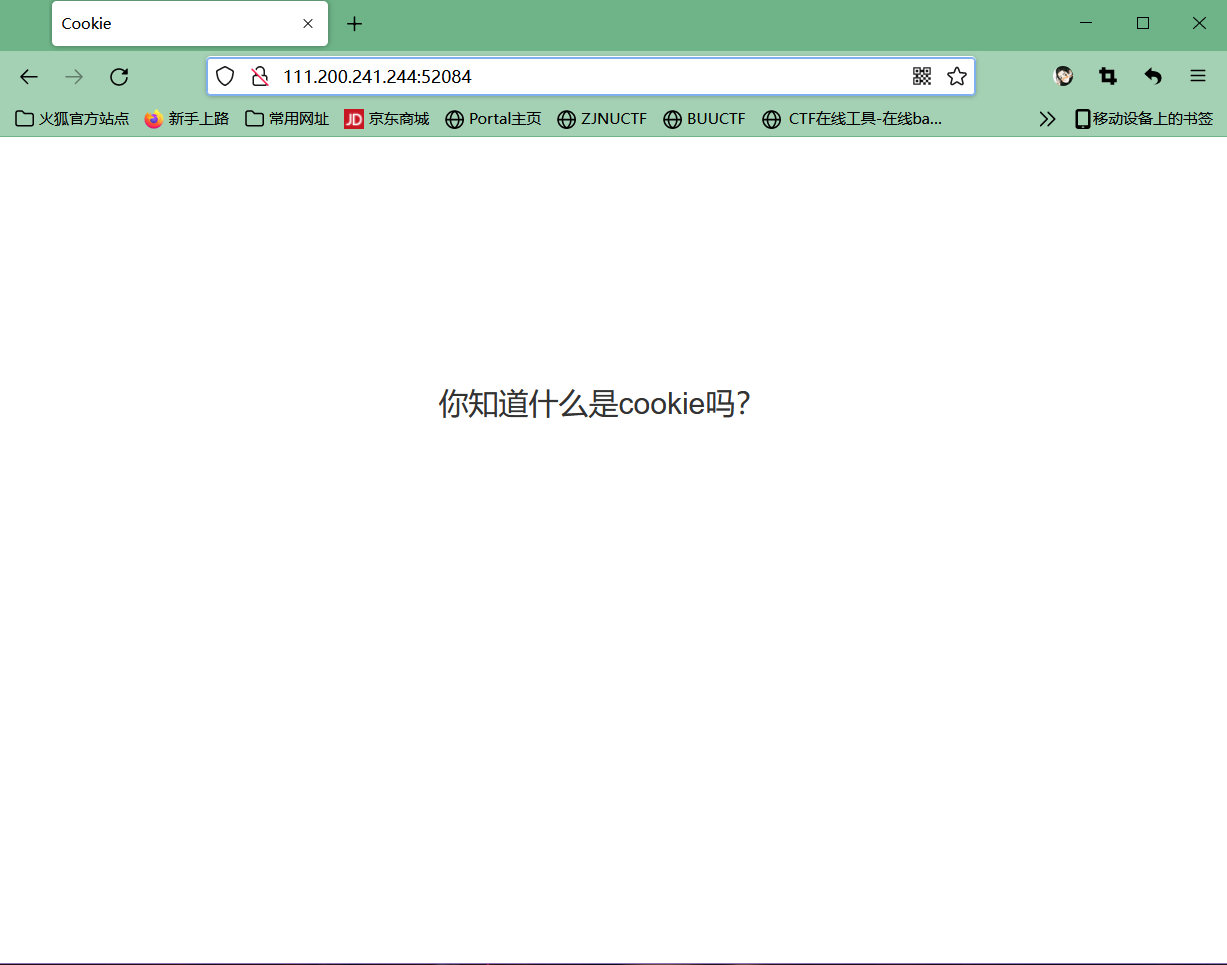 Cookie
111.200.241.244:52084
火狐官方站点 新手上路 常用网址 JD 京东商城 Portal主页 ZJNUCTF BUUCTF CTF在线工具-在线ba... 移动设备上的书签
你知道什么是cookie吗？